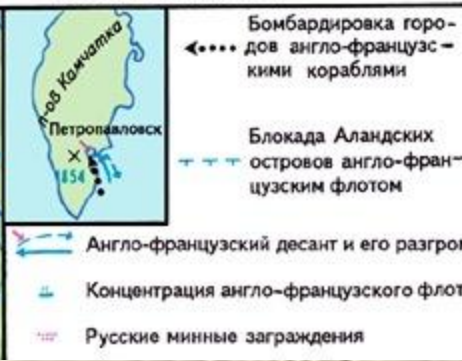 п-ов Камчатка
Петропавловск
1854
Бомбардировка горо-
дов англо-французс-
кими кораблями
Блокада Аландских
островов англо-фран-
цузским флотом
Англо-французский десант и его разгром
Концентрация англо-французского флот
Русские минные заграждения